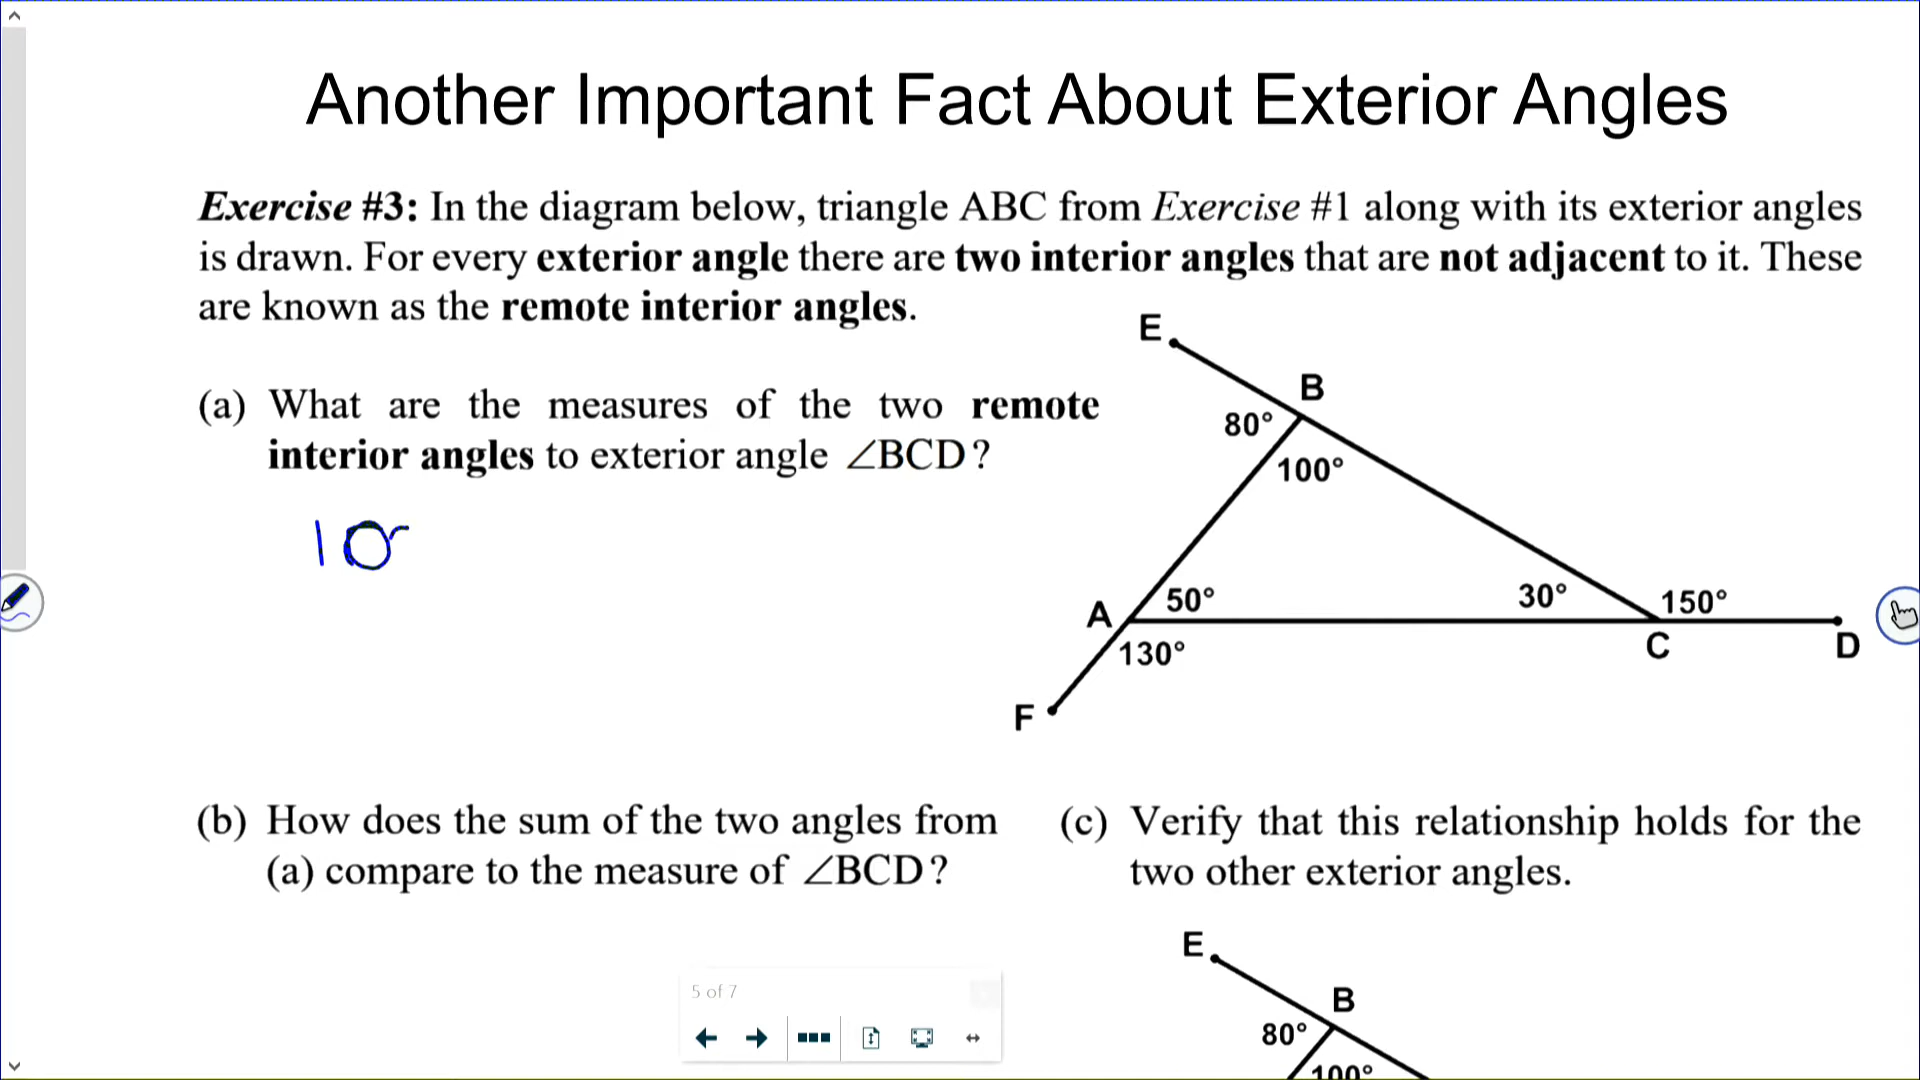 Another Important Fact About Exterior Angles
Exercise #3: In the diagram below, triangle ABC from Exercise #1 along with its exterior angles
is drawn. For every exterior angle there are two interior angles that are not adjacent to it. These
are known as the remote interior angles.
(a) What are the measures of the two remote
interior angles to exterior angle ∠BCD?
10
E
B
80°
100°
A
50°
30°
150°
130°
C
D
F
(b) How does the sum of the two angles from
(a) compare to the measure of ∠BCD?
(c) Verify that this relationship holds for the
two other exterior angles.
E
B
80°
100°
5 of 7